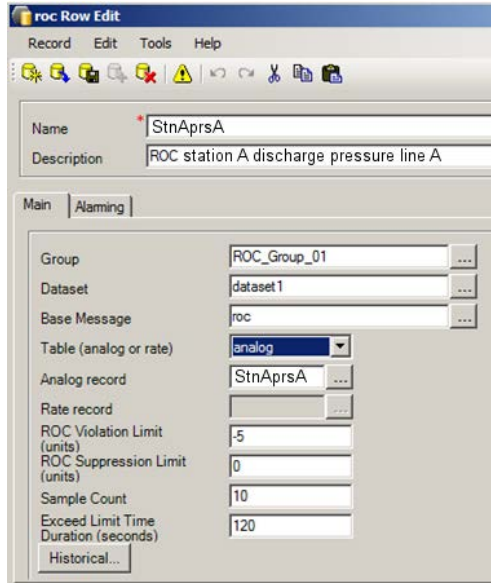 roc Row Edit
Record Edit Tools Help
Name * StnAprsA
Description ROC station A discharge pressure line A
Main Alarming
Group ROC_Group_01 ...
Dataset dataset1 ...
Base Message roc ...
Table (analog or rate) analog
Analog record StnAprsA ...
Rate record ...
ROC Violation Limit
(units) -5
ROC Suppression Limit
(units) 0
Sample Count 10
Exceed Limit Time
Duration (seconds) 120
Historical...